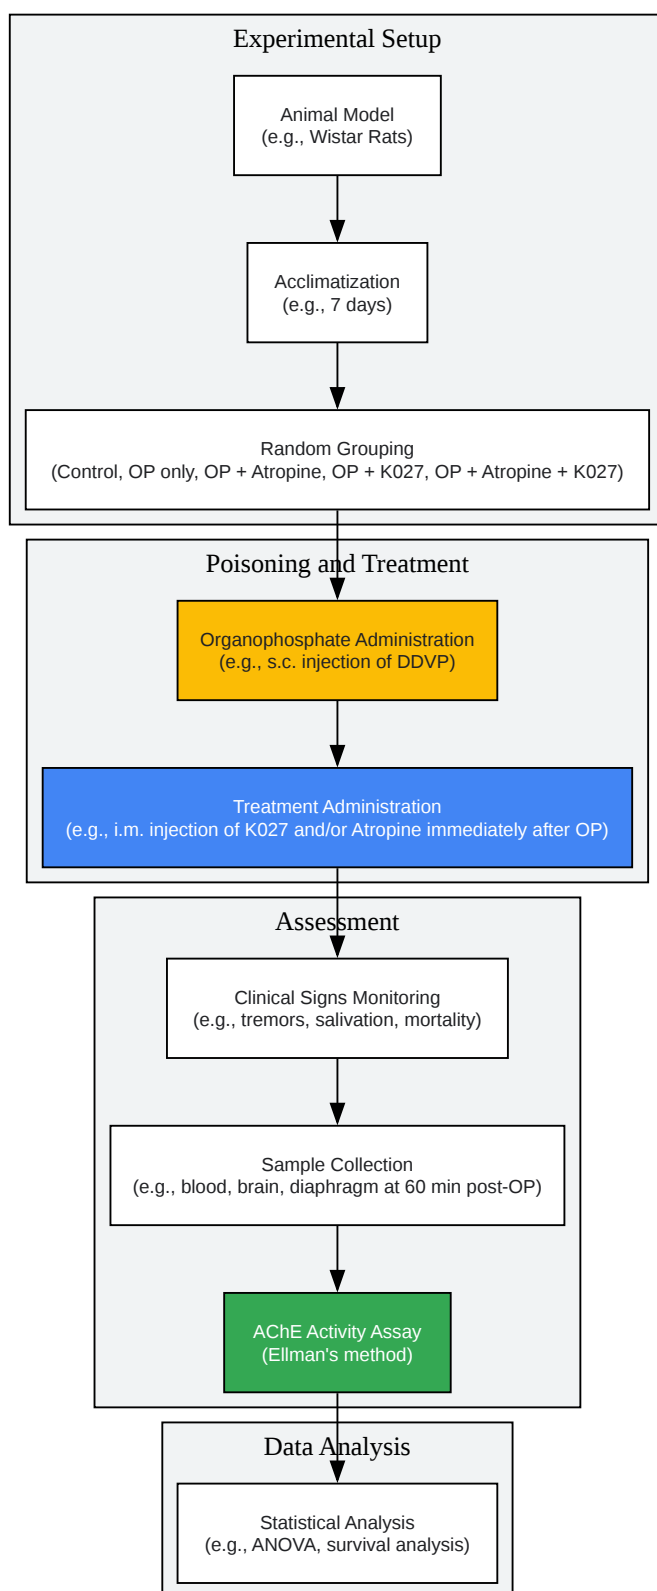 Experimental Setup
Animal Model
(e.g., Wistar Rats)
Acclimatization
(e.g., 7 days)
Random Grouping
(Control, OP only, OP + Atropine, OP + K027, OP + Atropine + K027)
Poisoning and Treatment
Organophosphate Administration
(e.g., s.c. injection of DDVP)
Treatment Administration
(e.g., i.m. injection of K027 and/or Atropine immediately after OP)
Assessment
Clinical Signs Monitoring
(e.g., tremors, salivation, mortality)
Sample Collection
(e.g., blood, brain, diaphragm at 60 min post-OP)
AChE Activity Assay
(Ellman's method)
Data Analysis
Statistical Analysis
(e.g., ANOVA, survival analysis)